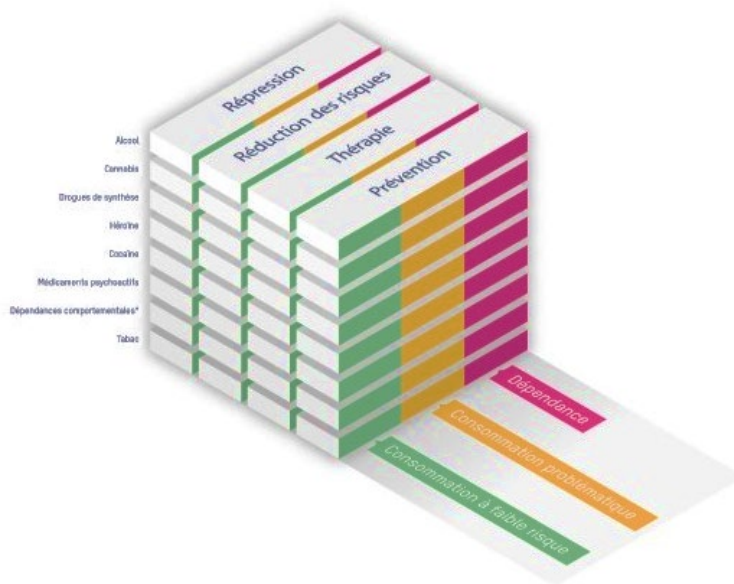 Répression
Réduction des risques
Thérapie
Prévention
Alcool
Cannabis
Drogues de synthèse
Héroïne
Cocaïne
Médicaments psychoactifs
Dépendances comportementales*
Tabac
Dépendance
Consommation problématique
Consommation à faible risque